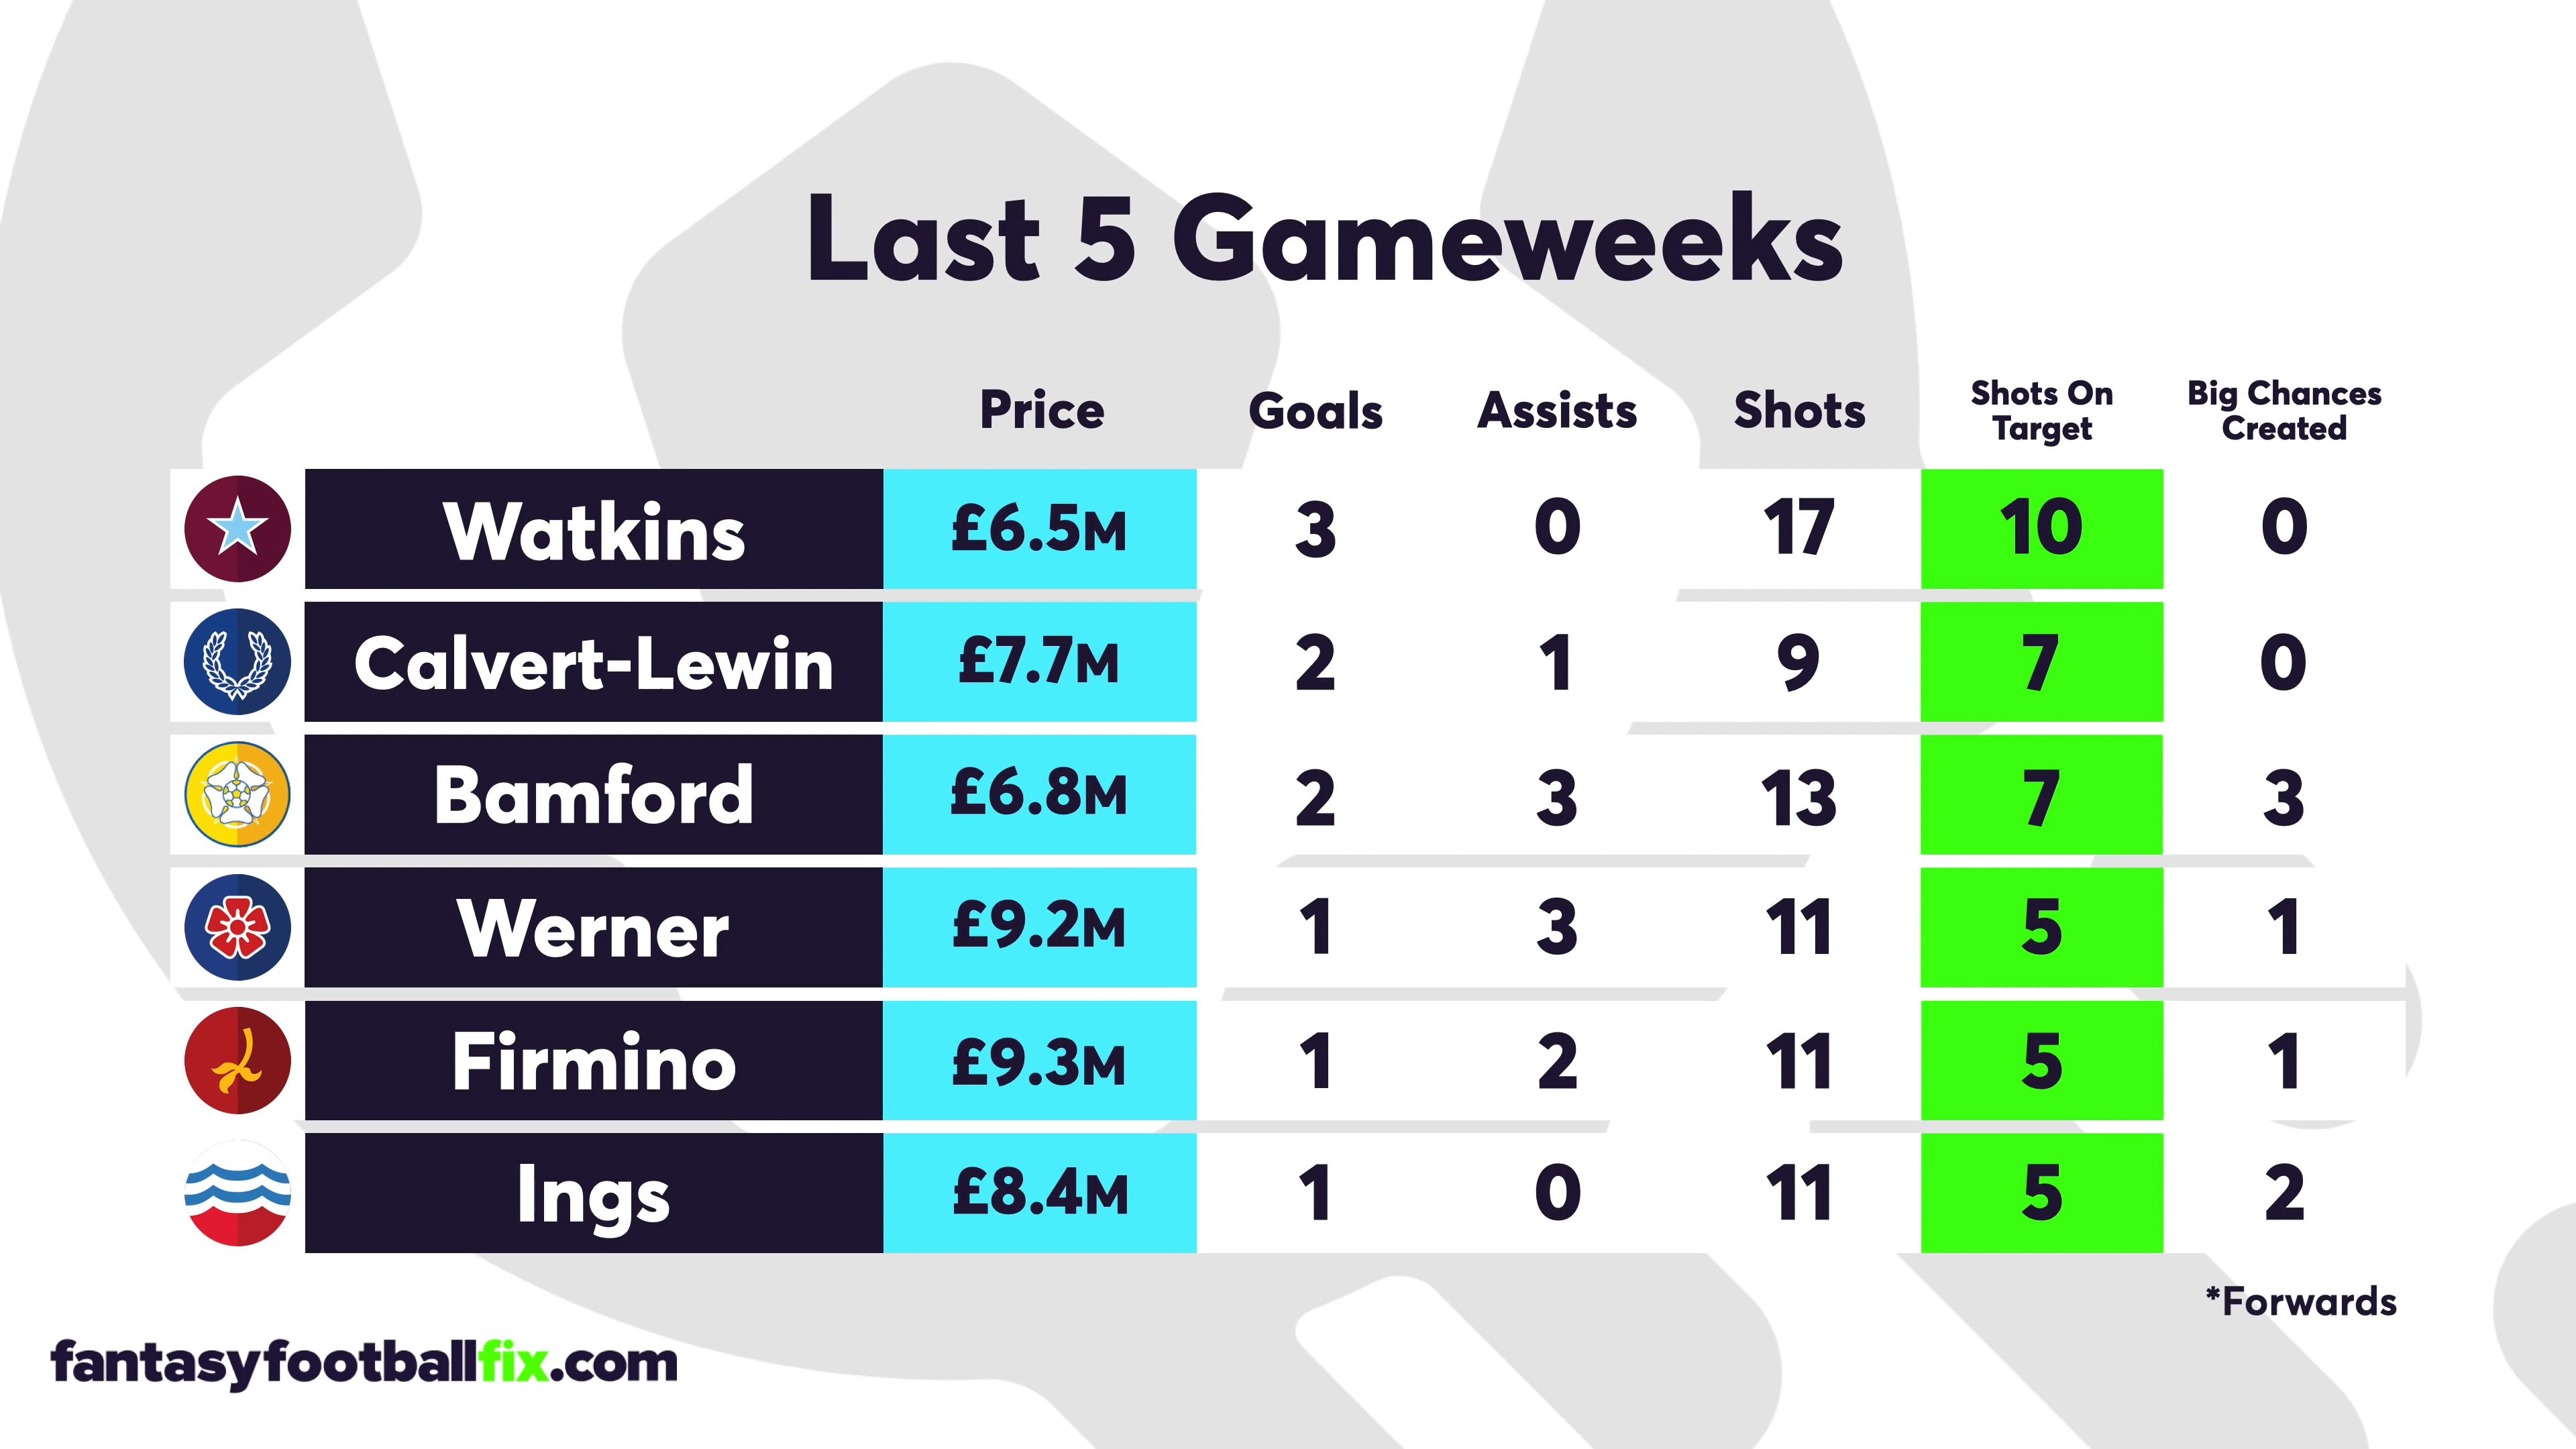 Last 5 Gameweeks
Price Goals Assists Shots Shots On Target Big Chances Created
Watkins £6.5M 3 0 17 10 0
Calvert-Lewin £7.7M 2 1 9 7 0
Bamford £6.8M 2 3 13 7 3
Werner £9.2M 1 3 11 5 1
Firmino £9.3M 1 2 11 5 1
Ings £8.4M 1 0 11 5 2
*Forwards
fantasyfootballfix.com